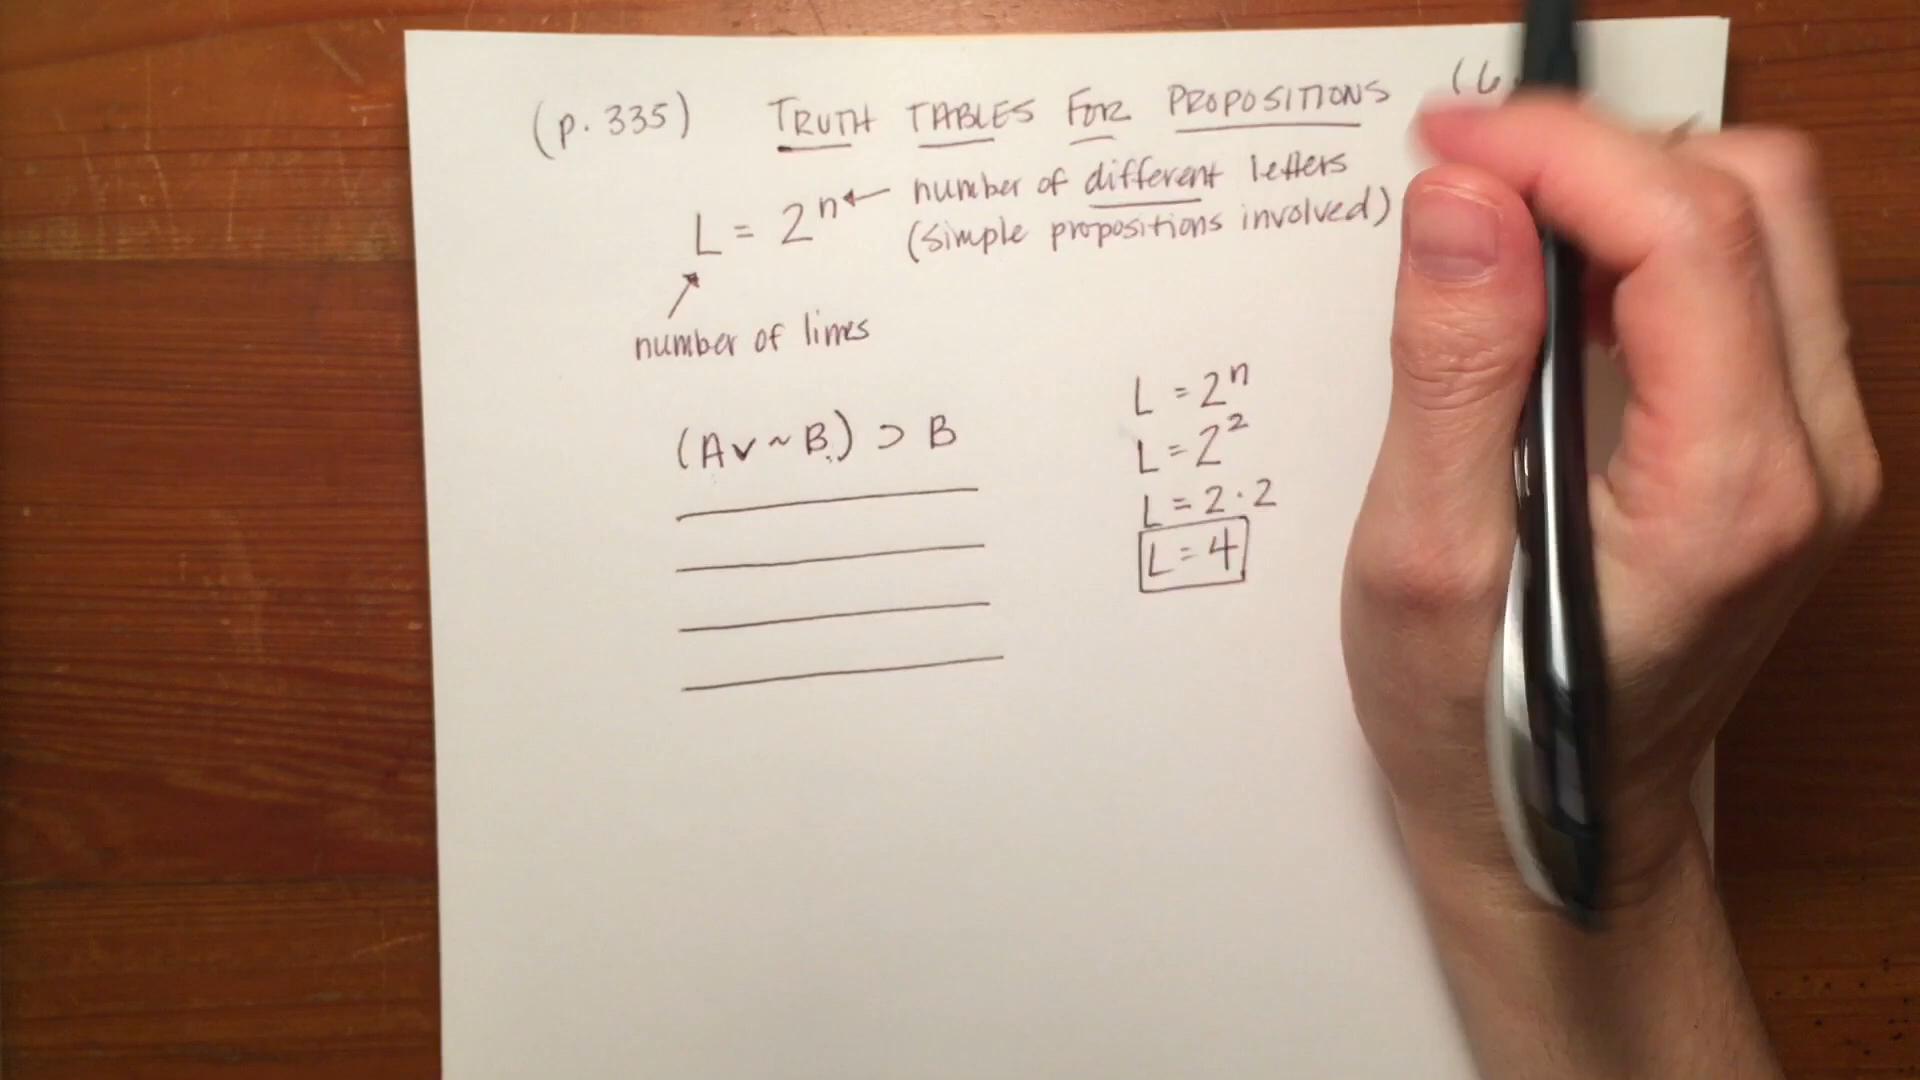 (p. 335) TRUTH TABLES FOR PROPOSITIONS (6.
L = 2ⁿ ← number of different letters
(simple propositions involved)
number of lines
(A v ~ B) ⊃ B
L = 2ⁿ
L = 2²
L = 2 · 2
L = 4